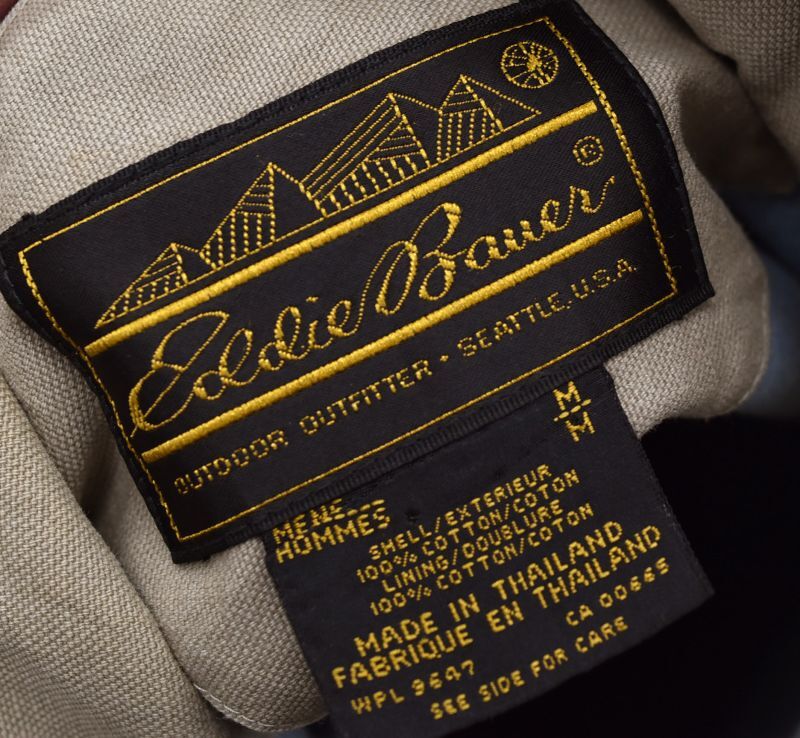 Eddie Bauer®
OUTDOOR OUTFITTER • SEATTLE, U.S.A.
M
M
HOMMES
SHELL/EXTERIEUR
100% COTTON/COTON
LINING/DOUBLURE
100% COTTON/COTON
MADE IN THAILAND
FABRIQUE EN THAILAND
WPL 9647 CA 00665
SEE SIDE FOR CARE